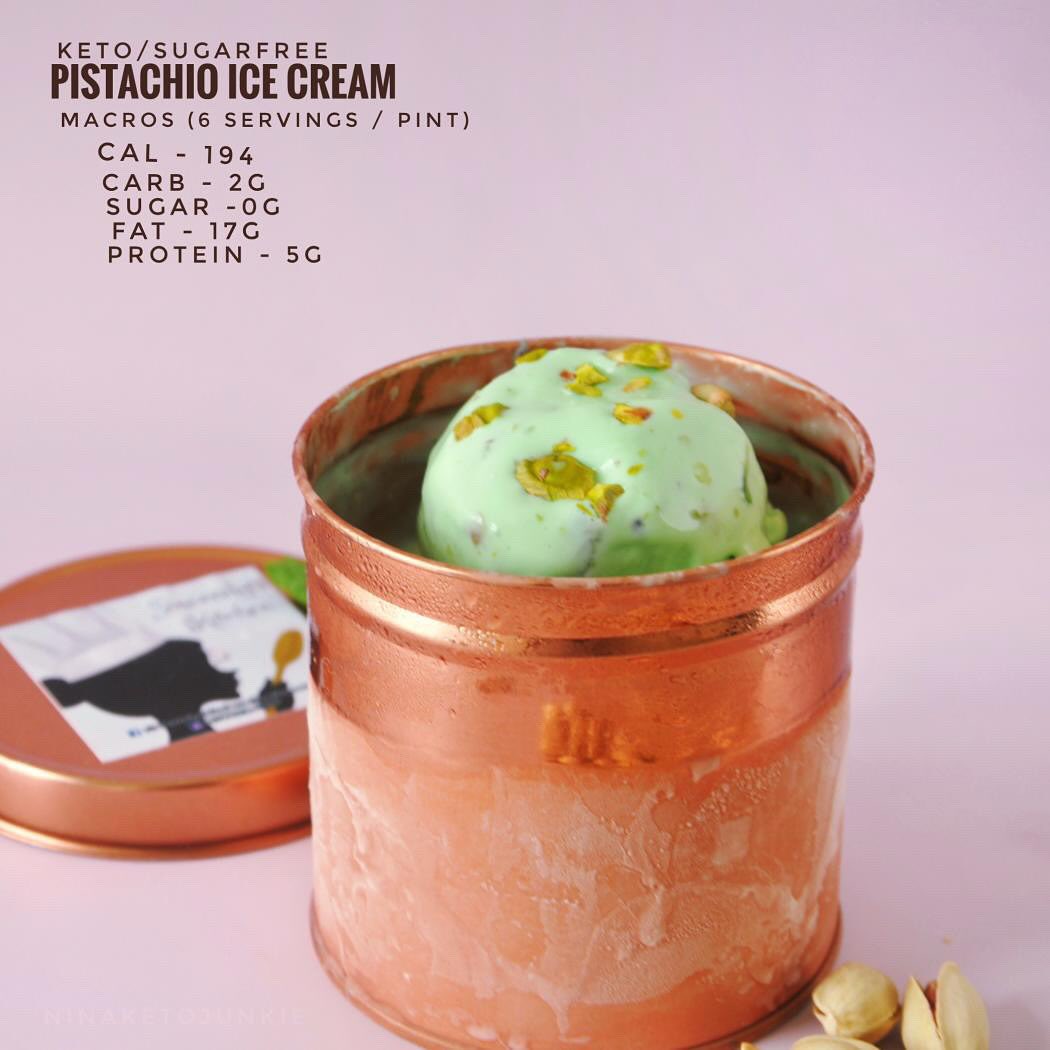 KETO/SUGARFREE
PISTACHIO ICE CREAM
MACROS (6 SERVINGS / PINT)
CAL - 194
CARB - 2G
SUGAR -0G
FAT - 17G
PROTEIN - 5G
NINAKETOJUNKIE